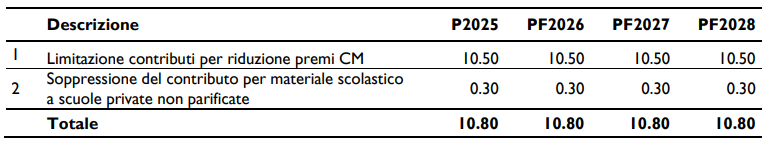 Descrizione P2025 PF2026 PF2027 PF2028
1 Limitazione contributi per riduzione premi CM 10.50 10.50 10.50 10.50
2 Soppressione del contributo per materiale scolastico
a scuole private non parificate 0.30 0.30 0.30 0.30
Totale 10.80 10.80 10.80 10.80